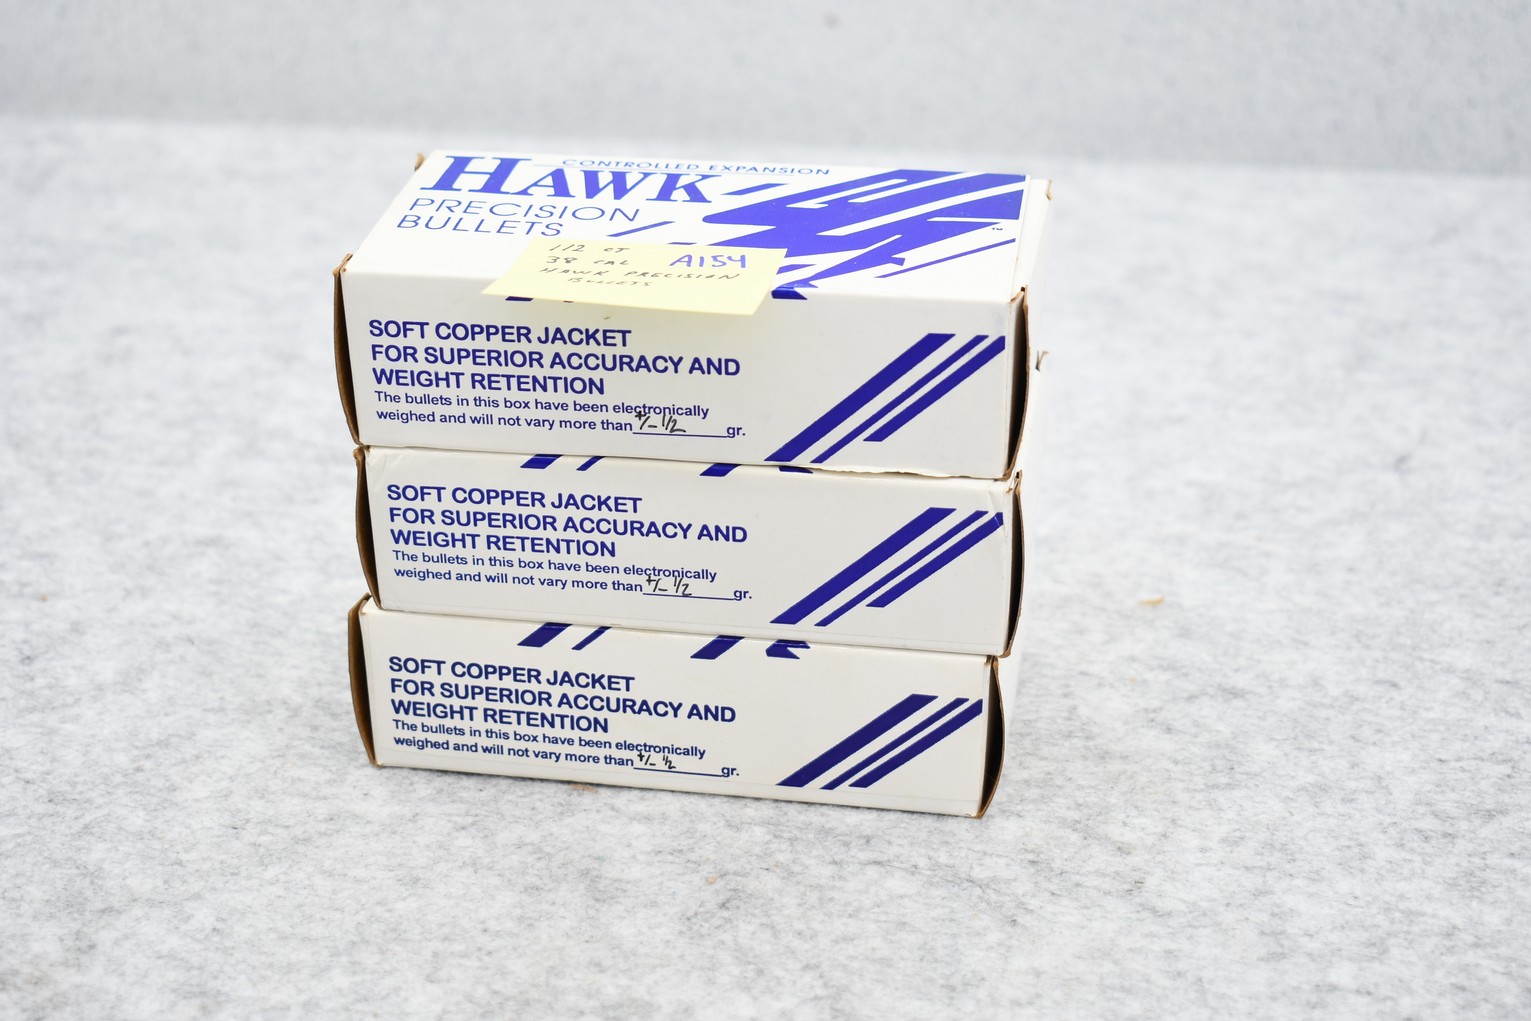 CONTROLLED EXPANSION
HAWK
PRECISION
BULLETS
™
112 CT
38 CAL A154
HAWK PRECISION
BULLETS
SOFT COPPER JACKET
FOR SUPERIOR ACCURACY AND
WEIGHT RETENTION
The bullets in this box have been electronically
weighed and will not vary more than +/- 1/2 gr.
SOFT COPPER JACKET
FOR SUPERIOR ACCURACY AND
WEIGHT RETENTION
The bullets in this box have been electronically
weighed and will not vary more than +/- 1/2 gr.
SOFT COPPER JACKET
FOR SUPERIOR ACCURACY AND
WEIGHT RETENTION
The bullets in this box have been electronically
weighed and will not vary more than +/- 1/2 gr.